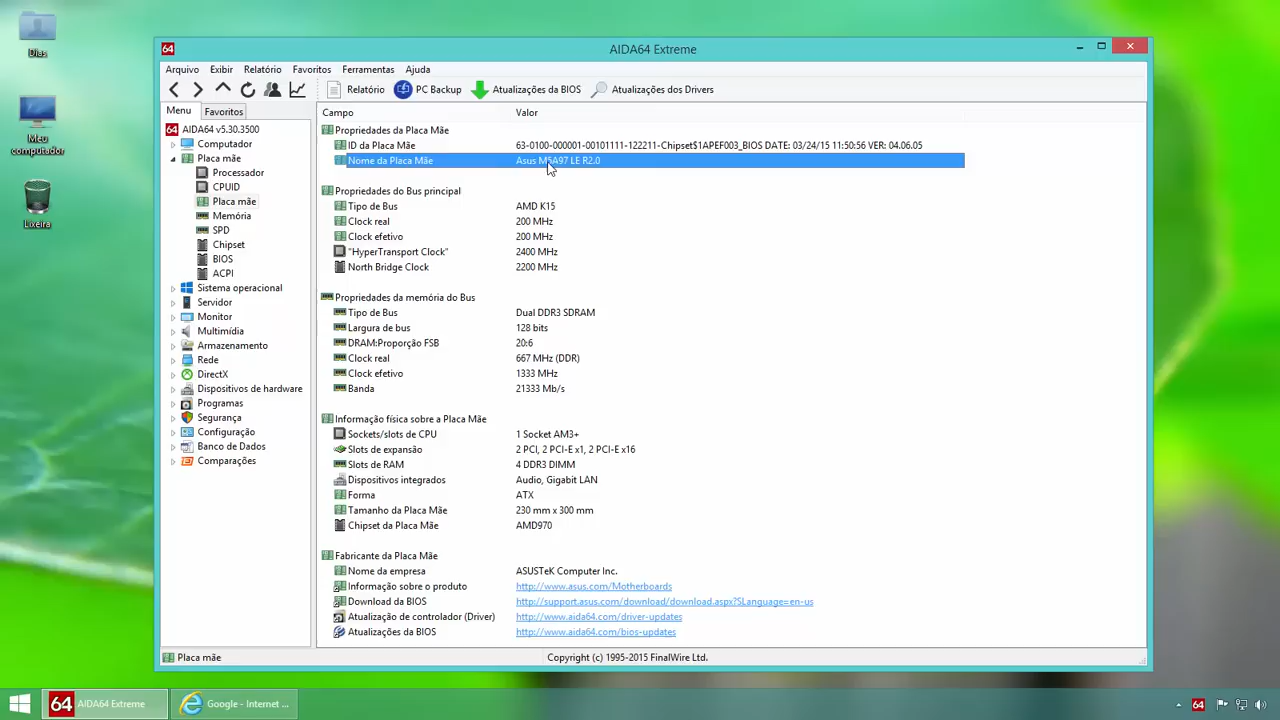 Dias
Meu
computador
Lixeira
64
AIDA64 Extreme
Arquivo Exibir Relatório Favoritos Ferramentas Ajuda
Relatório PC Backup Atualizações da BIOS Atualizações dos Drivers
Menu Favoritos
64 AIDA64 v5.30.3500
Computador
Placa mãe
Processador
CPUID
Placa mãe
Memória
SPD
Chipset
BIOS
ACPI
Sistema operacional
Servidor
Monitor
Multimídia
Armazenamento
Rede
DirectX
Dispositivos de hardware
Programas
Segurança
Configuração
Banco de Dados
Comparações
Campo Valor
Propriedades da Placa Mãe
ID da Placa Mãe 63-0100-000001-00101111-122211-Chipset$1APEF003_BIOS DATE: 03/24/15 11:50:56 VER: 04.06.05
Nome da Placa Mãe Asus M5A97 LE R2.0
Propriedades do Bus principal
Tipo de Bus AMD K15
Clock real 200 MHz
Clock efetivo 200 MHz
"HyperTransport Clock" 2400 MHz
North Bridge Clock 2200 MHz
Propriedades da memória do Bus
Tipo de Bus Dual DDR3 SDRAM
Largura de bus 128 bits
DRAM:Proporção FSB 20:6
Clock real 667 MHz (DDR)
Clock efetivo 1333 MHz
Banda 21333 Mb/s
Informação física sobre a Placa Mãe
Sockets/slots de CPU 1 Socket AM3+
Slots de expansão 2 PCI, 2 PCI-E x1, 2 PCI-E x16
Slots de RAM 4 DDR3 DIMM
Dispositivos integrados Audio, Gigabit LAN
Forma ATX
Tamanho da Placa Mãe 230 mm x 300 mm
Chipset da Placa Mãe AMD970
Fabricante da Placa Mãe
Nome da empresa ASUSTeK Computer Inc.
Informação sobre o produto http://www.asus.com/Motherboards
Download da BIOS http://support.asus.com/download/download.aspx?SLanguage=en-us
Atualização de controlador (Driver) http://www.aida64.com/driver-updates
Atualizações da BIOS http://www.aida64.com/bios-updates
Placa mãe Copyright (c) 1995-2015 FinalWire Ltd.
64 AIDA64 Extreme Google - Internet ... 64